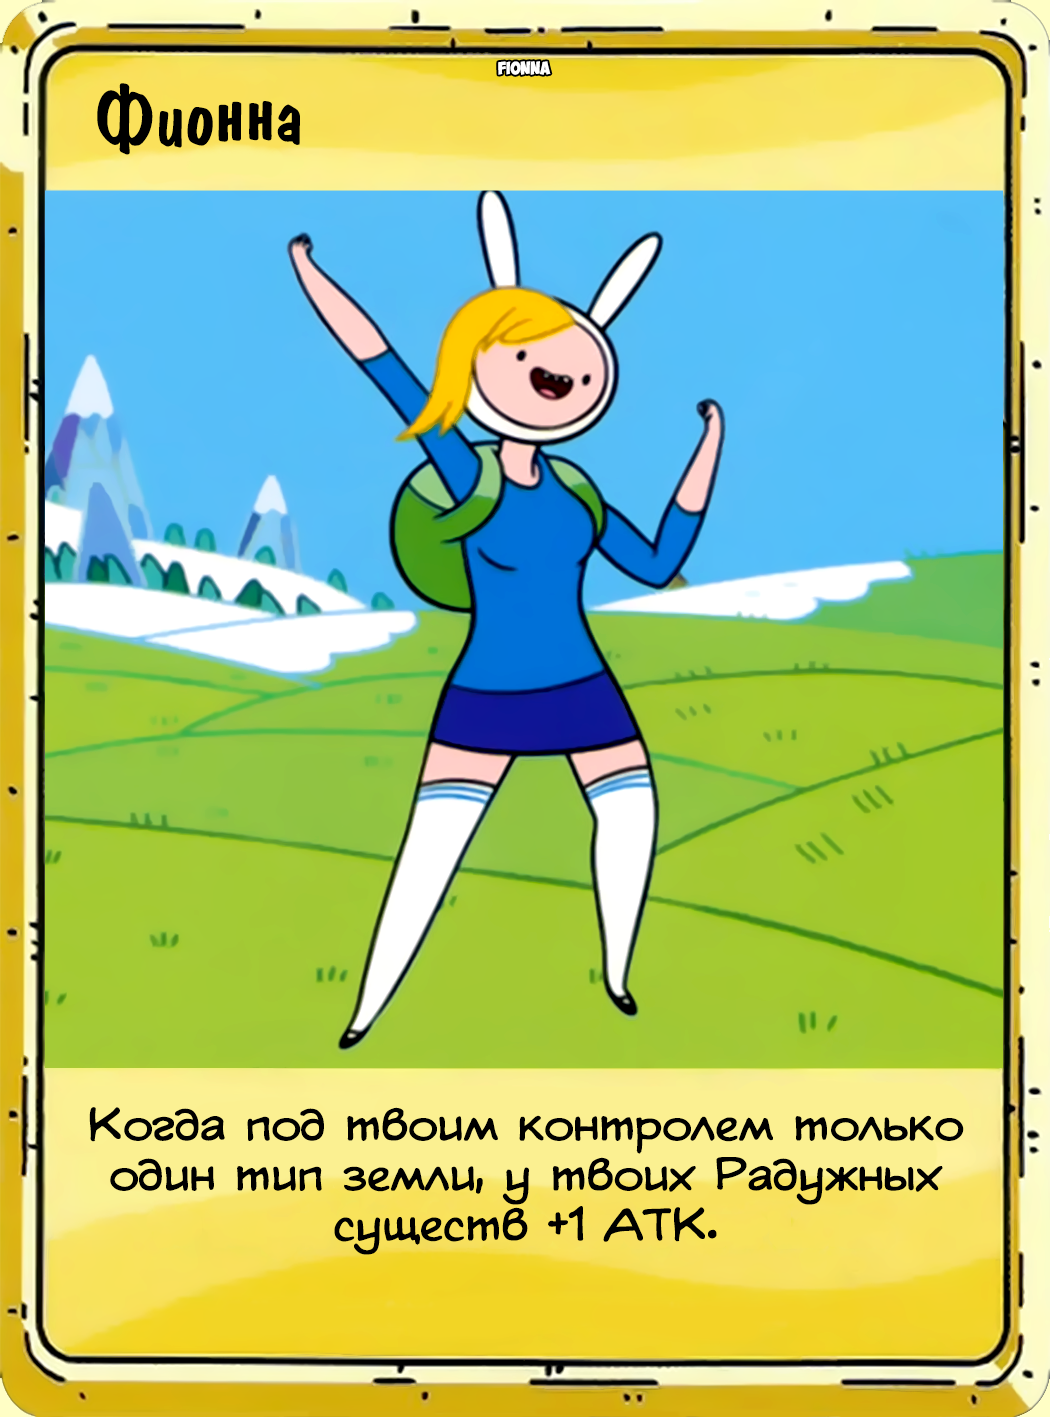 FIONNA
Фионна
Когда под твоим контролем только
один тип земли, у твоих Радужных
существ +1 АТК.